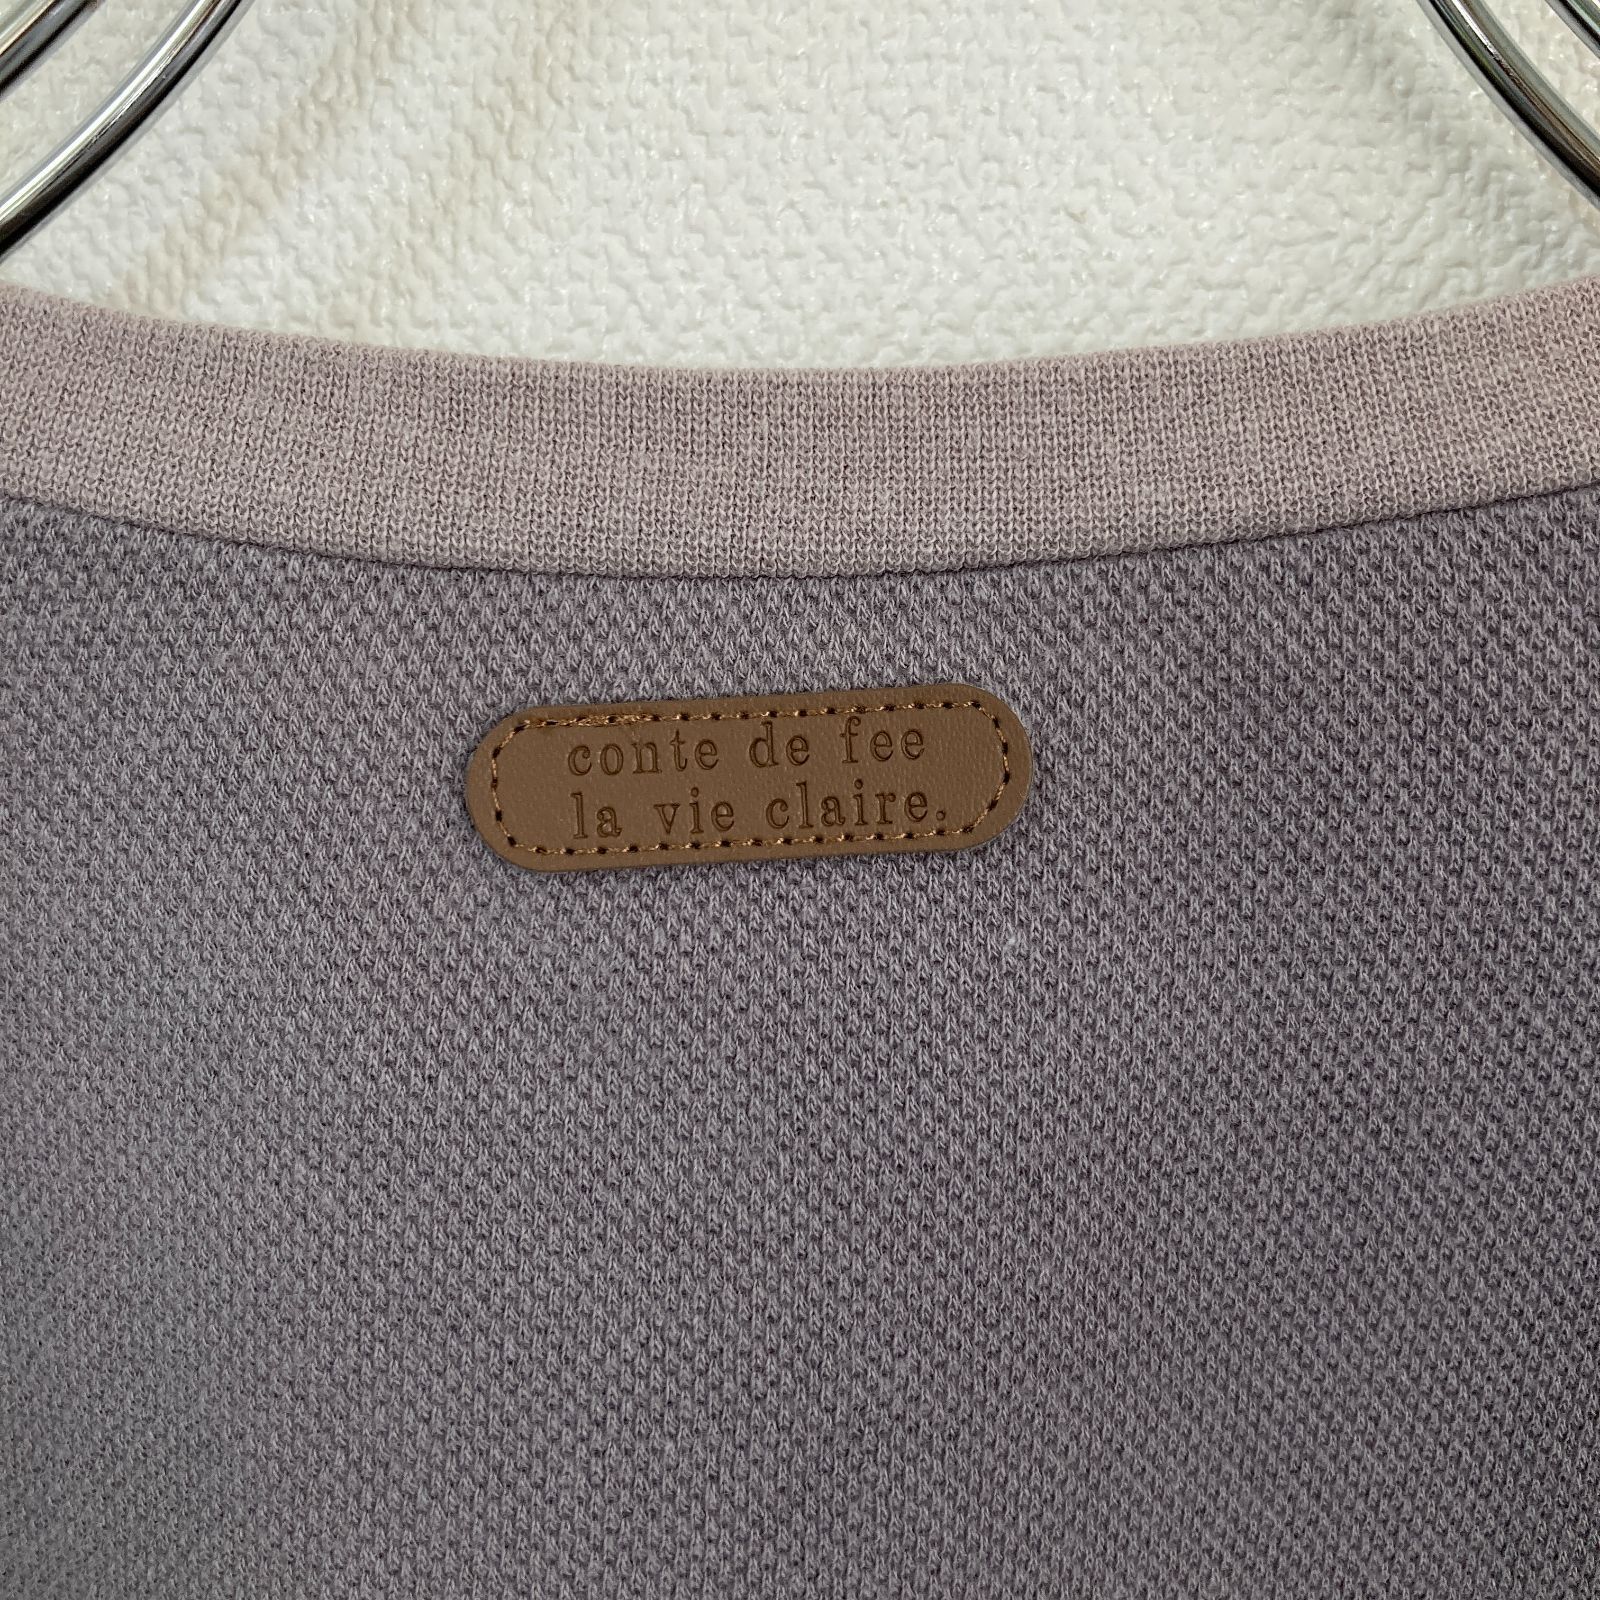 conte de fee
la vie claire.